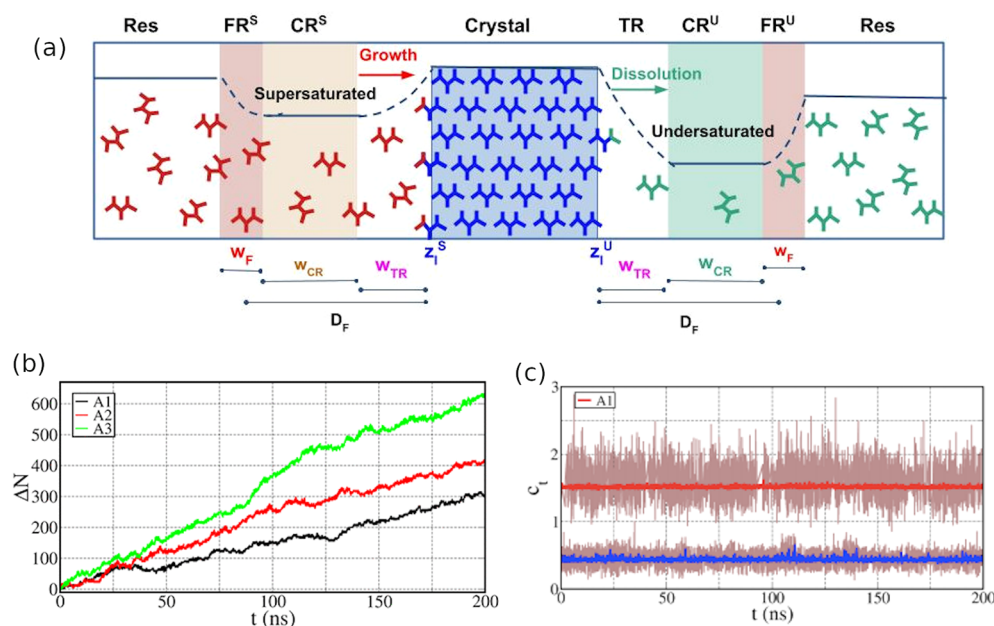 (a)
Res FR^S CR^S Crystal TR CR^U FR^U Res
Growth
Dissolution
Supersaturated
Undersaturated
w_F w_CR w_TR z_I^S z_I^U w_TR w_CR w_F
D_F D_F
(b)
A1
A2
A3
ΔN
600
500
400
300
200
100
0
0 50 100 150 200
t (ns)
(c)
A1
c_t
3
2
1
0
0 50 100 150 200
t (ns)